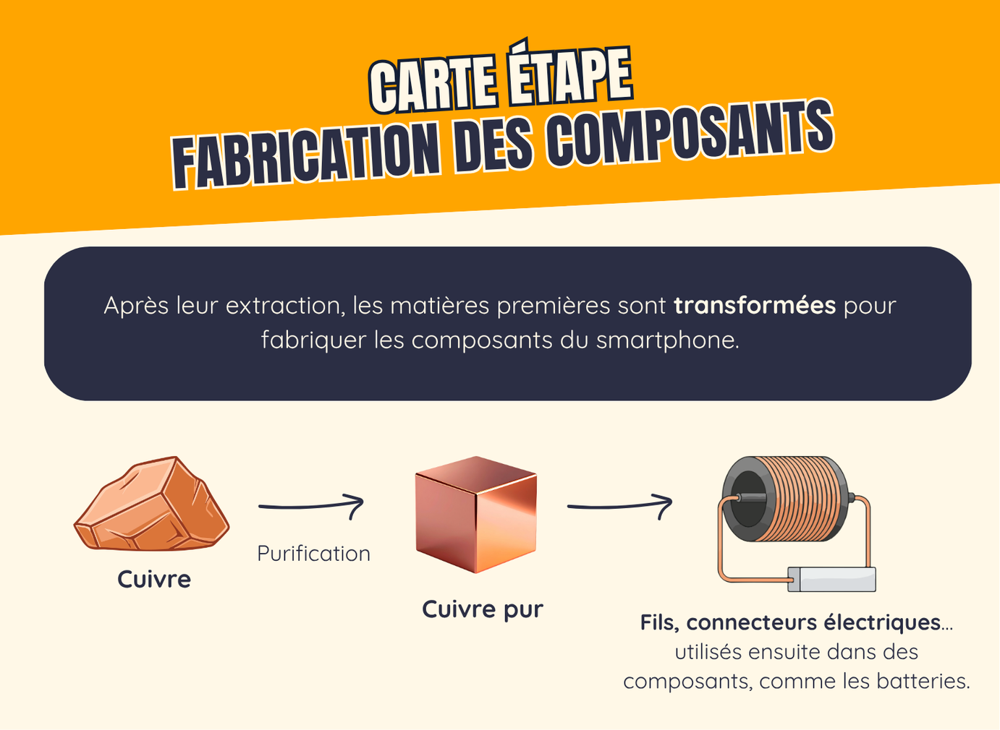 CARTE ÉTAPE
FABRICATION DES COMPOSANTS
Après leur extraction, les matières premières sont transformées pour
fabriquer les composants du smartphone.
Purification
Cuivre
Cuivre pur
Fils, connecteurs électriques...
utilisés ensuite dans des
composants, comme les batteries.